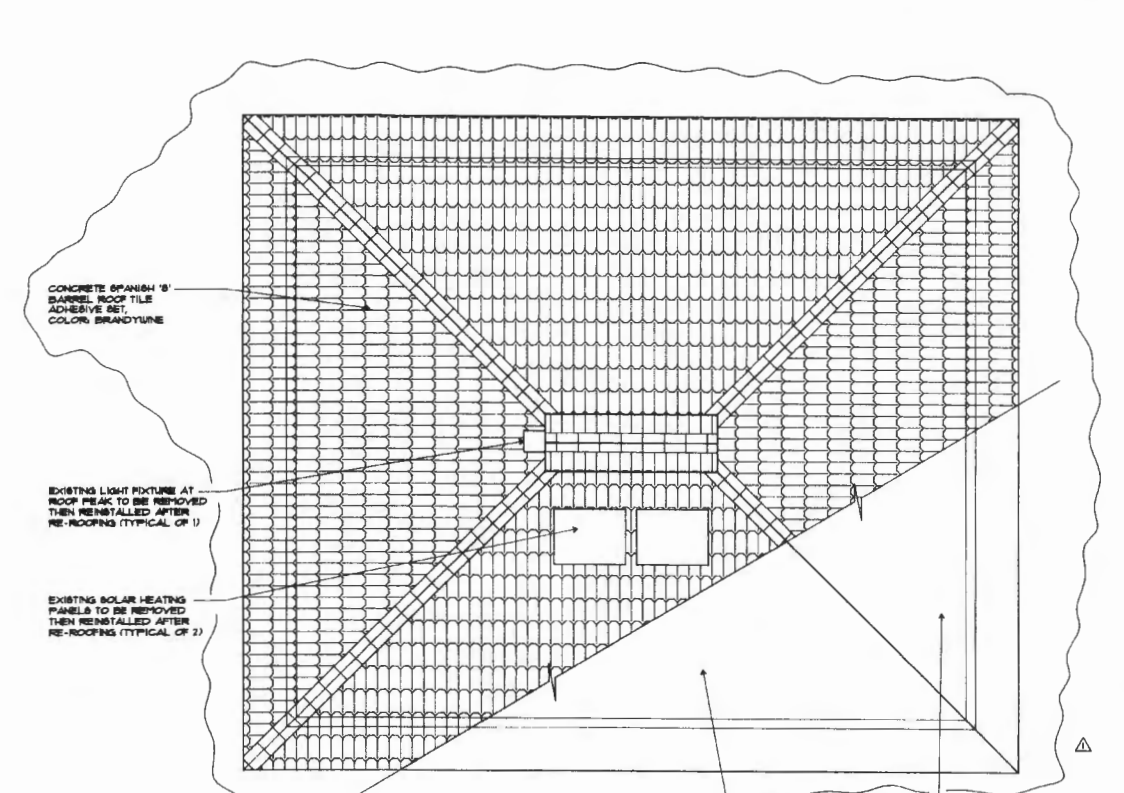 CONCRETE SPANISH 'S'
BARREL ROOF TILE
ADHESIVE SET,
COLOR: BRANDYWINE
EXISTING LIGHT FIXTURE AT
ROOF PEAK TO BE REMOVED
THEN REINSTALLED AFTER
RE-ROOFING (TYPICAL OF 1)
EXISTING SOLAR HEATING
PANELS TO BE REMOVED
THEN REINSTALLED AFTER
RE-ROOFING (TYPICAL OF 2)
1